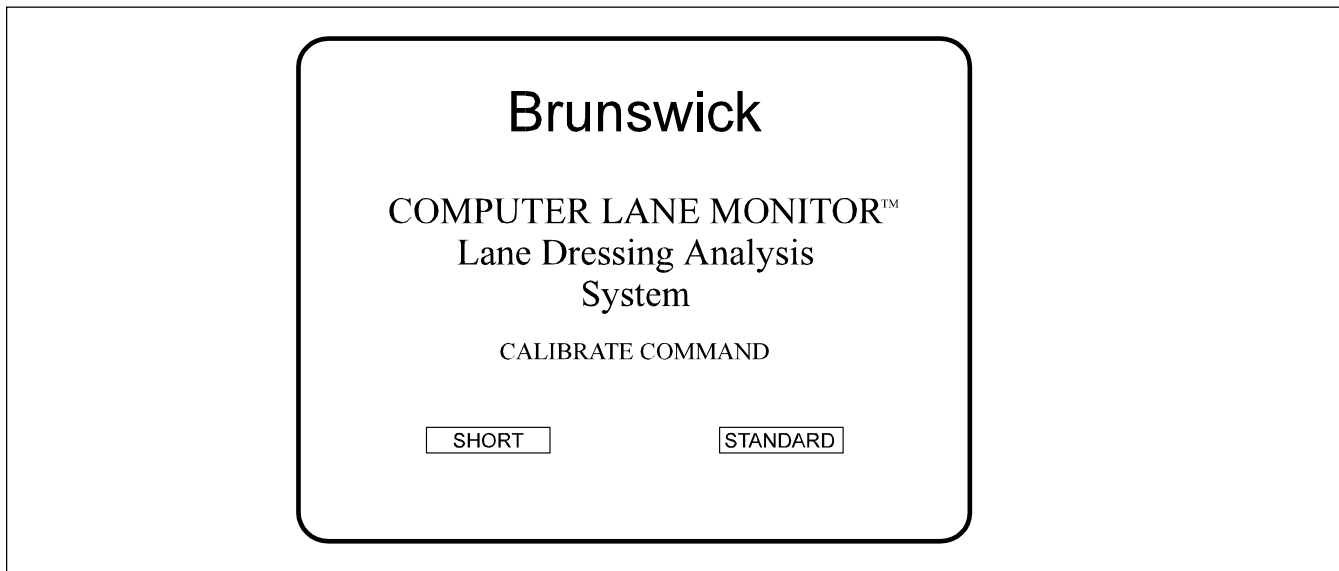 Brunswick
COMPUTER LANE MONITOR™
Lane Dressing Analysis
System
CALIBRATE COMMAND
SHORT
STANDARD